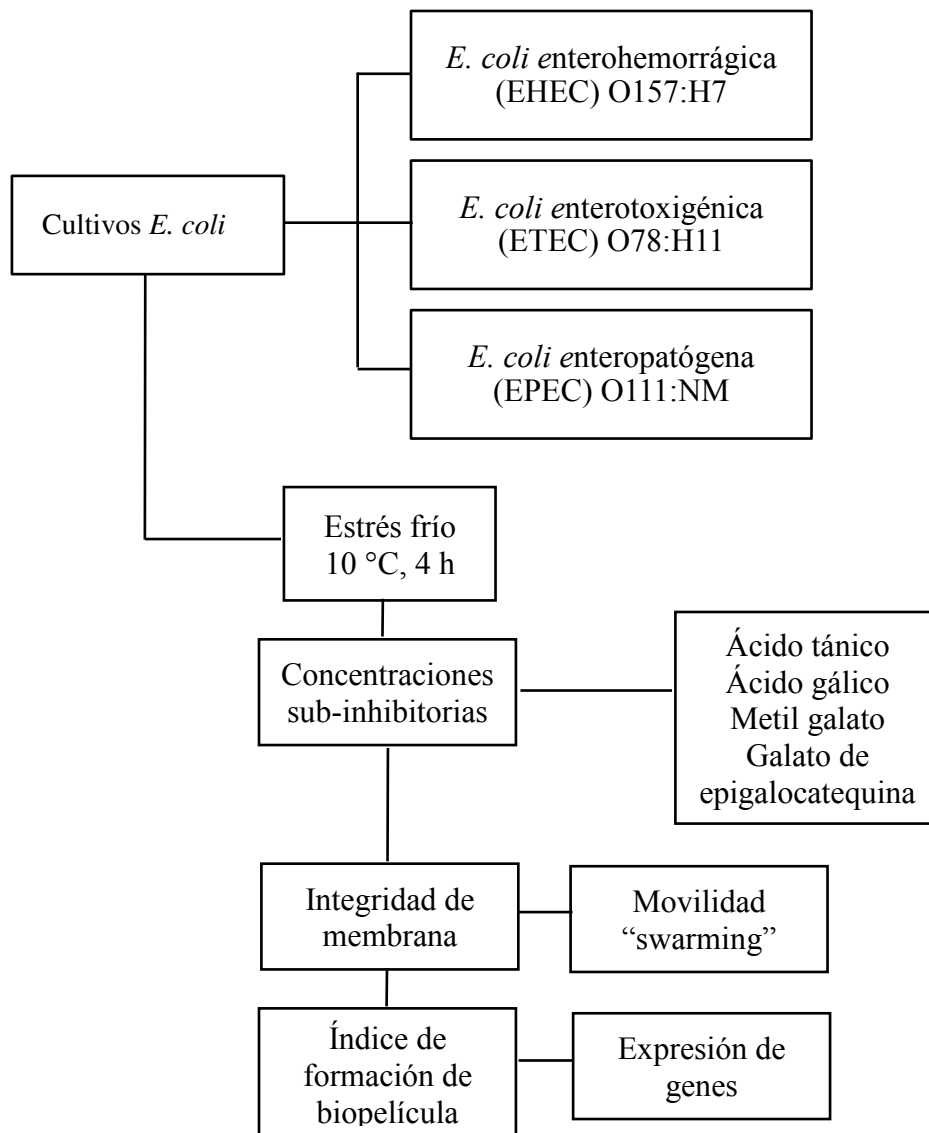 E. coli enterohemorrágica
(EHEC) O157:H7
Cultivos E. coli
E. coli enterotoxigénica
(ETEC) O78:H11
E. coli enteropatógena
(EPEC) O111:NM
Estrés frío
10 °C, 4 h
Concentraciones
sub-inhibitorias
Ácido tánico
Ácido gálico
Metil galato
Galato de
epigalocatequina
Integridad de
membrana
Movilidad
“swarming”
Índice de
formación de
biopelícula
Expresión de
genes